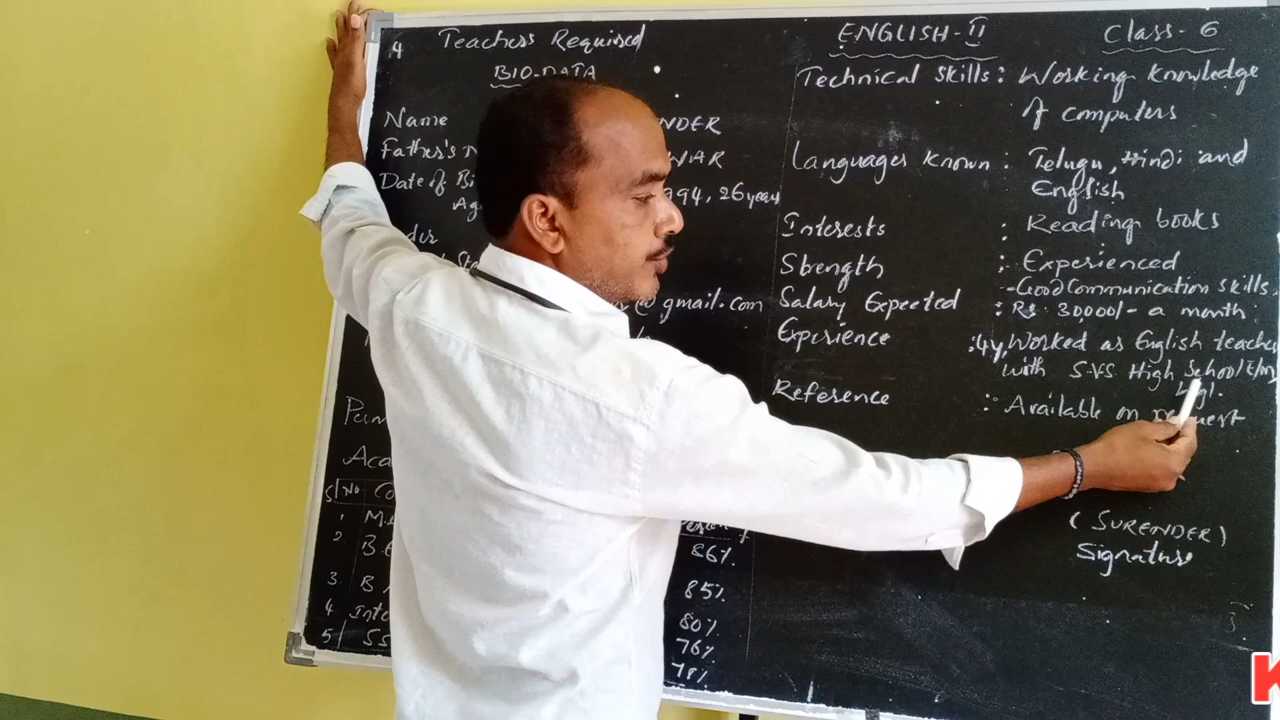 4 Teachers Required
BIO-DATA
Name NDER
Father's
Date of Bi 994, 26 years
Ag
@gmail.com
Aca
S/No Co
1 M.
2 B.
86%.
3. B
85%
4. Inte
80%
5 SS
76%
78%
ENGLISH-II Class-6
Technical Skills : Working Knowledge
of computers
Languages known : Telugu, Hindi and
English
Interests : Reading books
Strength : Experienced
- Good Communication skills.
Salary Expected : Rs. 30000/- a month
Experience : 4y, Worked as English teacher
with S.V.S High School E/m,
Reference : Available on request
(SURENDER)
Signature
K